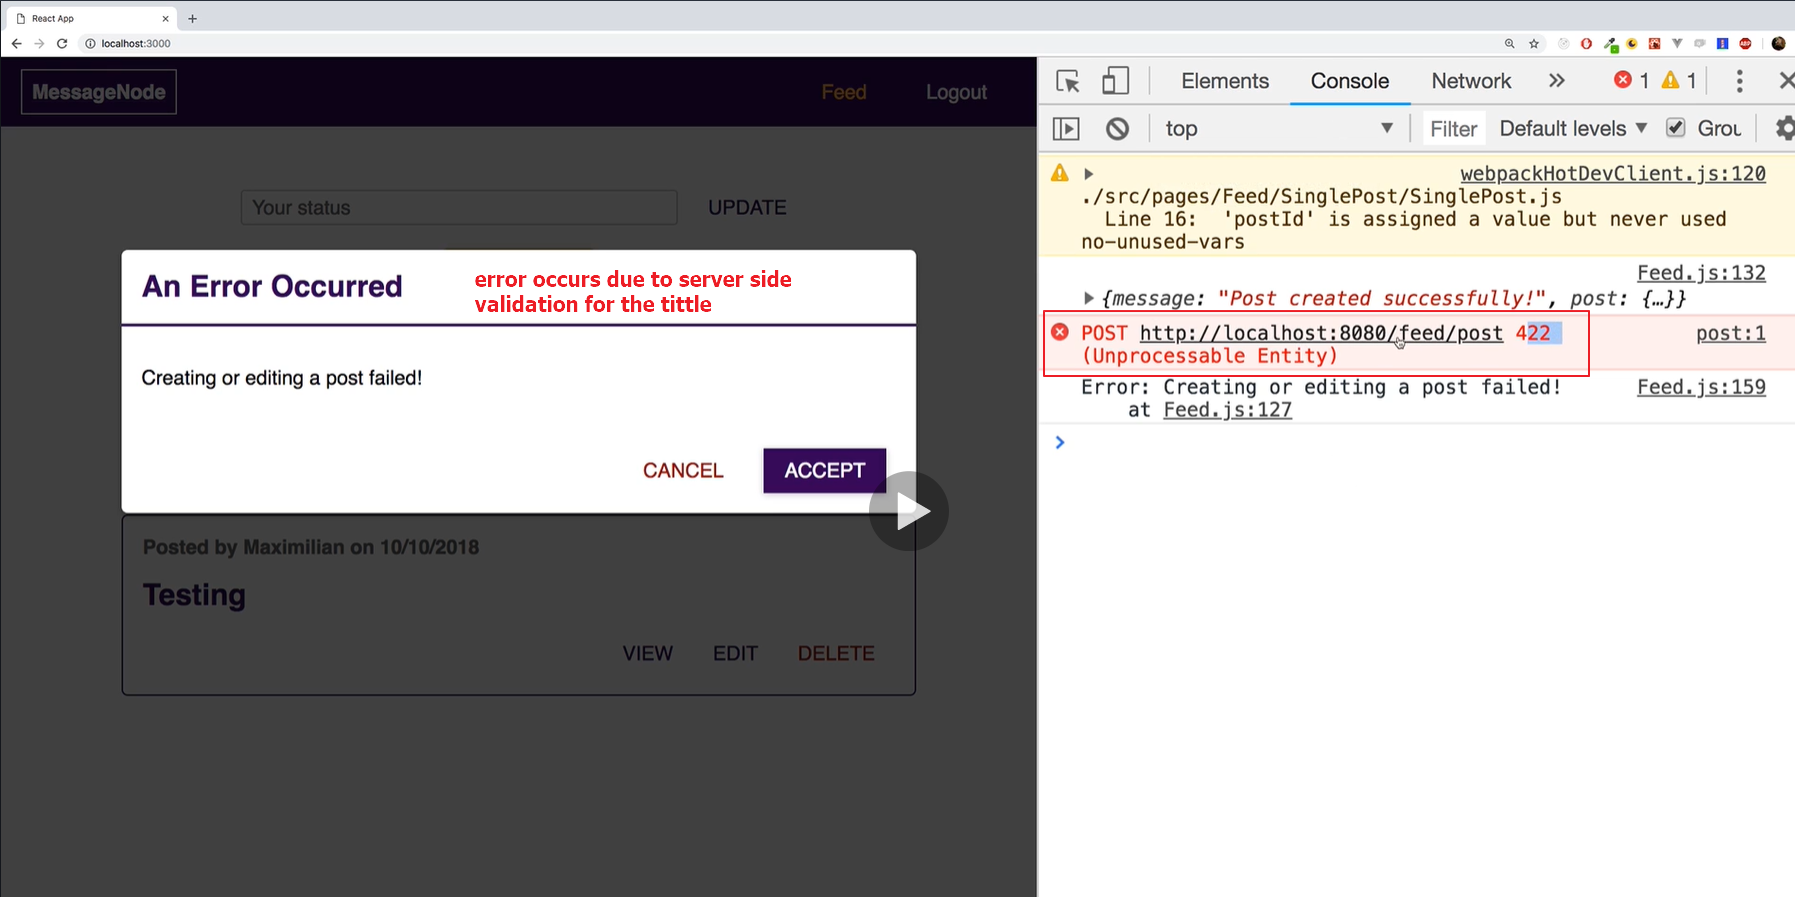 React App
localhost:3000
MessageNode
Feed
Logout
Your status
UPDATE
An Error Occurred
error occurs due to server side
validation for the tittle
Creating or editing a post failed!
CANCEL
ACCEPT
Posted by Maximilian on 10/10/2018
Testing
VIEW
EDIT
DELETE
Elements
Console
Network
1
1
top
Filter
Default levels
Grou
webpackHotDevClient.js:120
./src/pages/Feed/SinglePost/SinglePost.js
Line 16: 'postId' is assigned a value but never used
no-unused-vars
Feed.js:132
{message: "Post created successfully!", post: {…}}
POST http://localhost:8080/feed/post 422
post:1
(Unprocessable Entity)
Error: Creating or editing a post failed!
Feed.js:159
at Feed.js:127